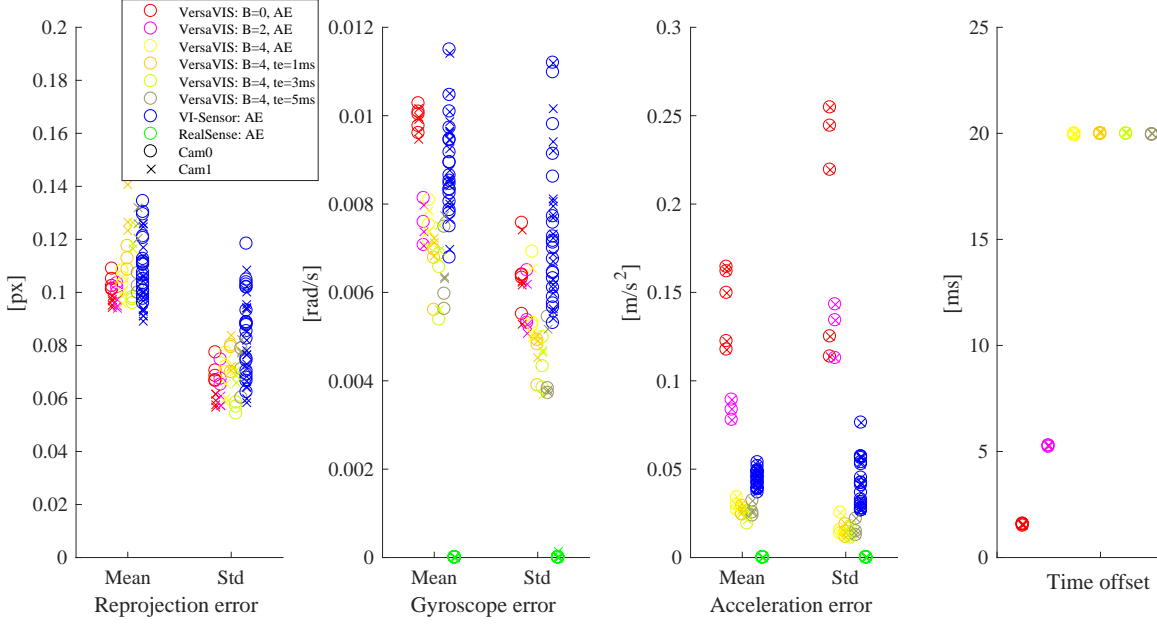 VersaVIS: B=0, AE
VersaVIS: B=2, AE
VersaVIS: B=4, AE
VersaVIS: B=4, te=1ms
VersaVIS: B=4, te=3ms
VersaVIS: B=4, te=5ms
VI-Sensor: AE
RealSense: AE
Cam0
Cam1
[px]
0.2
0.18
0.16
0.14
0.12
0.1
0.08
0.06
0.04
0.02
0
Mean Std
Reprojection error
[rad/s]
0.012
0.01
0.008
0.006
0.004
0.002
0
Mean Std
Gyroscope error
[m/s²]
0.3
0.25
0.2
0.15
0.1
0.05
0
Mean Std
Acceleration error
[ms]
25
20
15
10
5
0
Time offset